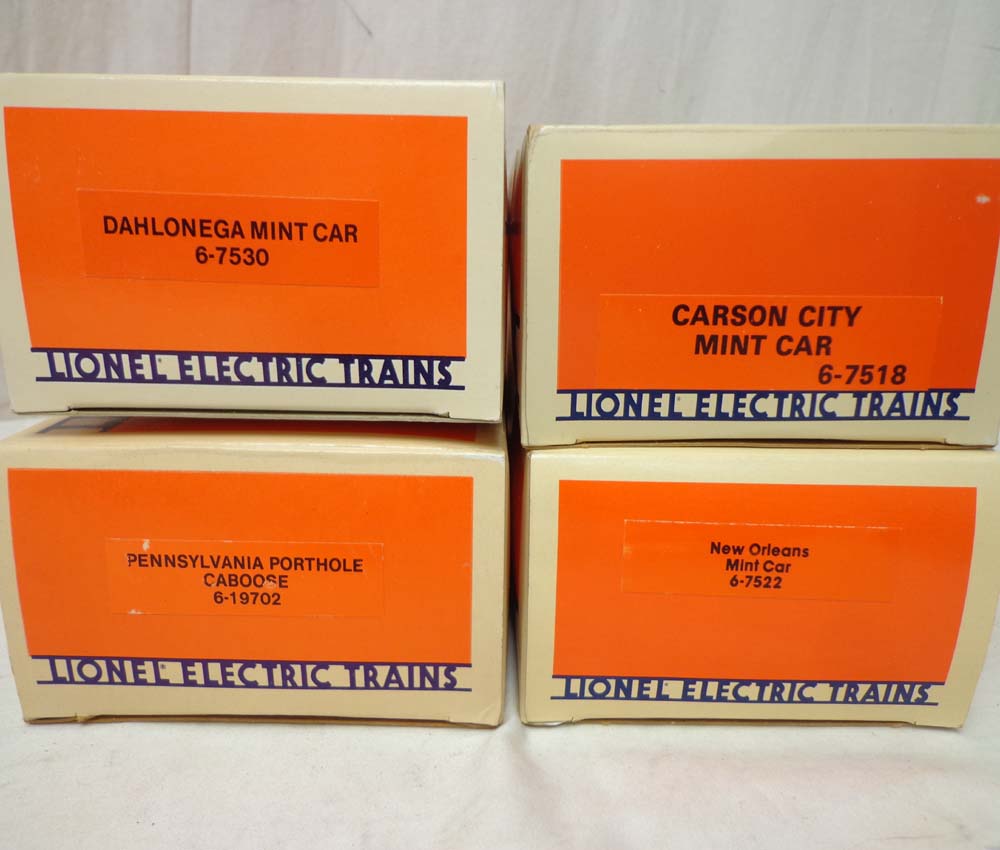 DAHLONEGA MINT CAR
6-7530
LIONEL® ELECTRIC TRAINS
CARSON CITY
MINT CAR
6-7518
LIONEL® ELECTRIC TRAINS
PENNSYLVANIA PORTHOLE
CABOOSE
6-19702
LIONEL® ELECTRIC TRAINS
New Orleans
Mint Car
6-7522
LIONEL® ELECTRIC TRAINS